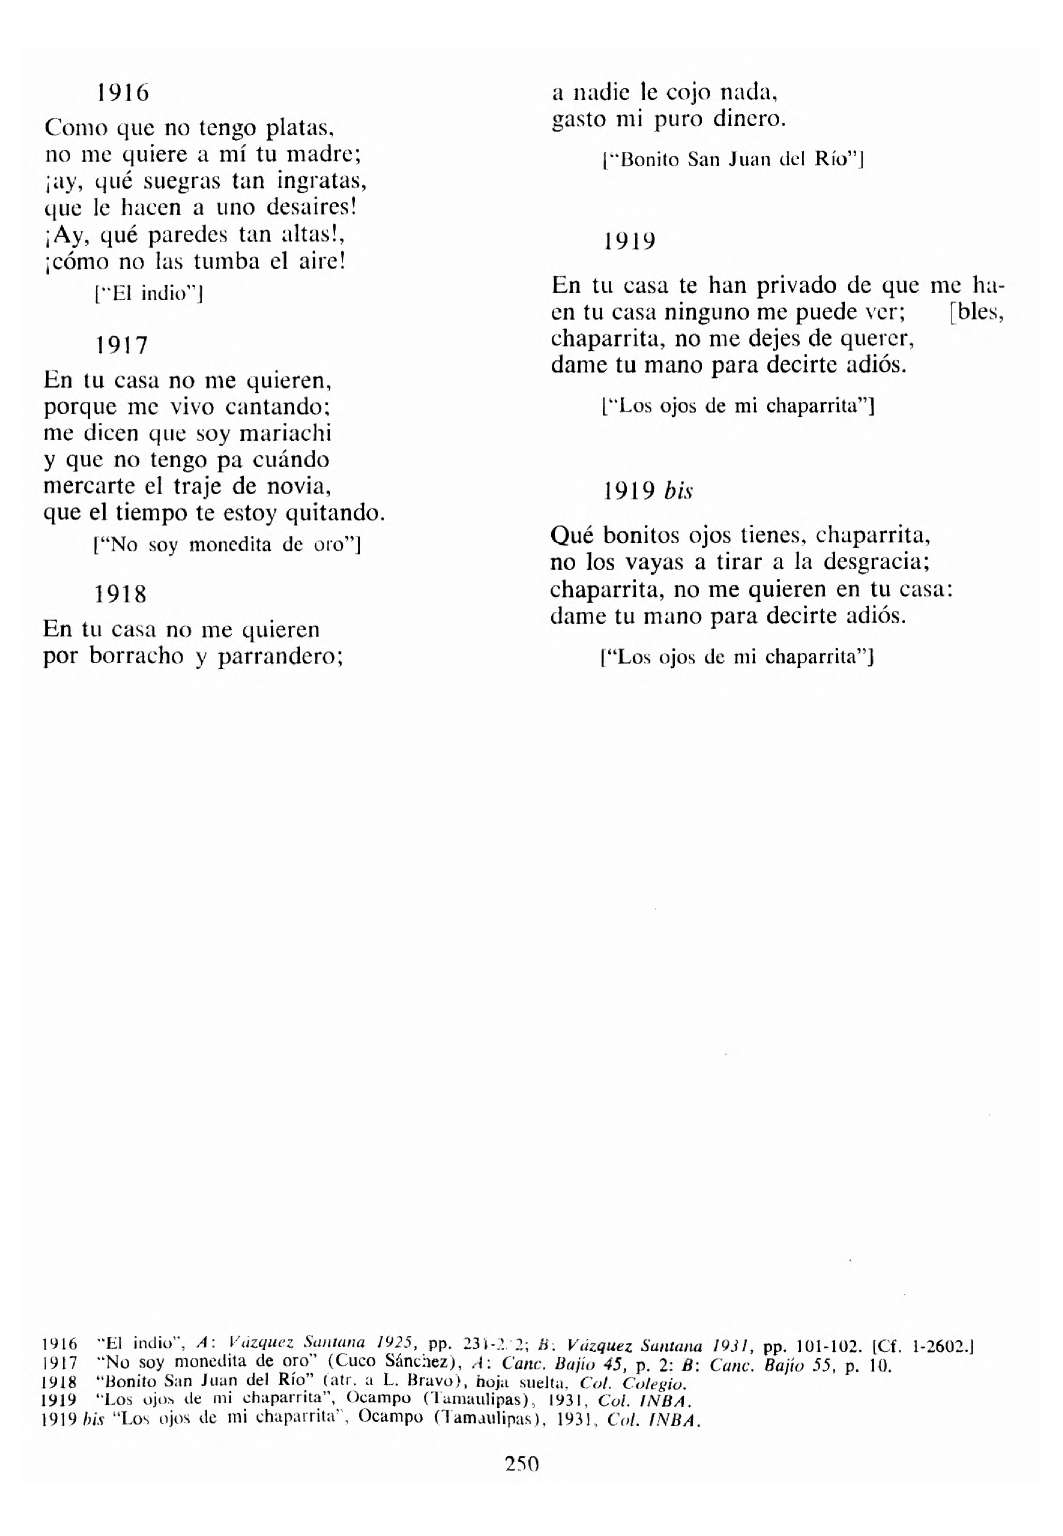 1916
Como que no tengo platas,
no me quiere a mí tu madre;
¡ay, qué suegras tan ingratas,
que le hacen a uno desaires!
¡Ay, qué paredes tan altas!,
¡cómo no las tumba el aire!
["El indio"]
1917
En tu casa no me quieren,
porque me vivo cantando;
me dicen que soy mariachi
y que no tengo pa cuándo
mercarte el traje de novia,
que el tiempo te estoy quitando.
["No soy monedita de oro"]
1918
En tu casa no me quieren
por borracho y parrandero;
a nadie le cojo nada,
gasto mi puro dinero.
["Bonito San Juan del Río"]
1919
En tu casa te han privado de que me ha-
en tu casa ninguno me puede ver; [bles,
chaparrita, no me dejes de querer,
dame tu mano para decirte adiós.
["Los ojos de mi chaparrita"]
1919 bis
Qué bonitos ojos tienes, chaparrita,
no los vayas a tirar a la desgracia;
chaparrita, no me quieren en tu casa:
dame tu mano para decirte adiós.
["Los ojos de mi chaparrita"]
1916 "El indio", A: Vázquez Santana 1925, pp. B: Vázquez Santana 1931, pp. 101-102. [Cf. 1-2602.]
1917 "No soy monedita de oro" (Cuco Sánchez), A: Canc. Bajío 45, p. 2: B: Canc. Bajío 55, p. 10.
1918 "Bonito San Juan del Río" (atr. a L. Bravo), hoja suelta, Col. Colegio.
1919 "Los ojos de mi chaparrita", Ocampo (Tamaulipas), 1931, Col. INBA.
1919 bis "Los ojos de mi chaparrita", Ocampo (Tamaulipas), 1931, Col. INBA.
250